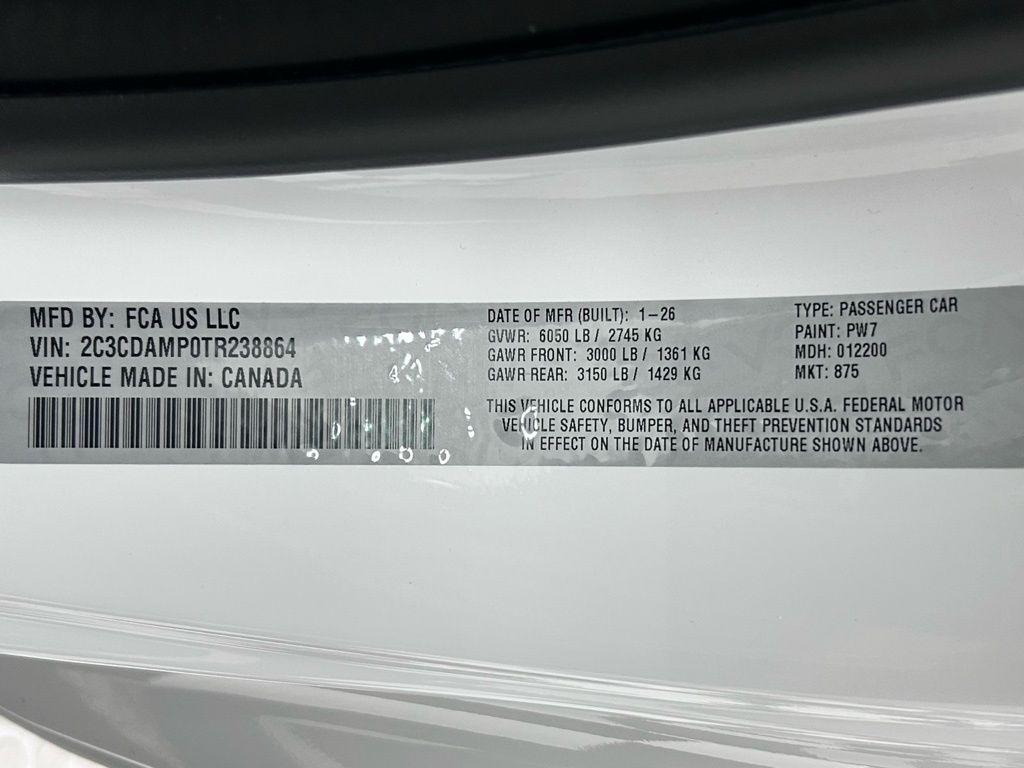 MFD BY: FCA US LLC
VIN: 2C3CDAMP0TR238864
VEHICLE MADE IN: CANADA
DATE OF MFR (BUILT): 1-26
GVWR: 6050 LB / 2745 KG
GAWR FRONT: 3000 LB / 1361 KG
GAWR REAR: 3150 LB / 1429 KG
TYPE: PASSENGER CAR
PAINT: PW7
MDH: 012200
MKT: 875
THIS VEHICLE CONFORMS TO ALL APPLICABLE U.S.A. FEDERAL MOTOR
VEHICLE SAFETY, BUMPER, AND THEFT PREVENTION STANDARDS
IN EFFECT ON THE DATE OF MANUFACTURE SHOWN ABOVE.